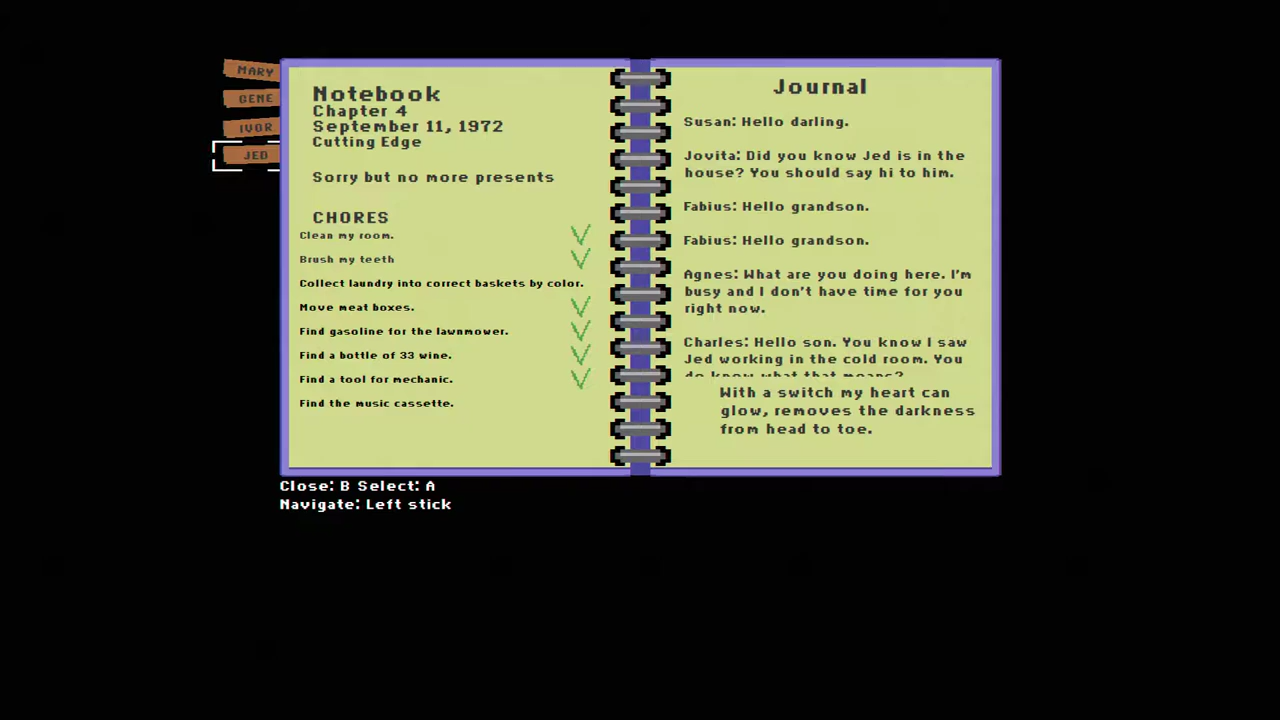 MARY
GENE
IVOR
JED
Notebook
Chapter 4
September 11, 1972
Cutting Edge
Sorry but no more presents
CHORES
Clean my room.
Brush my teeth
Collect laundry into correct baskets by color.
Move meat boxes.
Find gasoline for the lawnmower.
Find a bottle of 33 wine.
Find a tool for mechanic.
Find the music cassette.
Journal
Susan: Hello darling.
Jovita: Did you know Jed is in the
house? You should say hi to him.
Fabius: Hello grandson.
Fabius: Hello grandson.
Agnes: What are you doing here. I'm
busy and I don't have time for you
right now.
Charles: Hello son. You know I saw
Jed working in the cold room. You
do know what that means?
With a switch my heart can
glow, removes the darkness
from head to toe.
Close: B Select: A
Navigate: Left stick